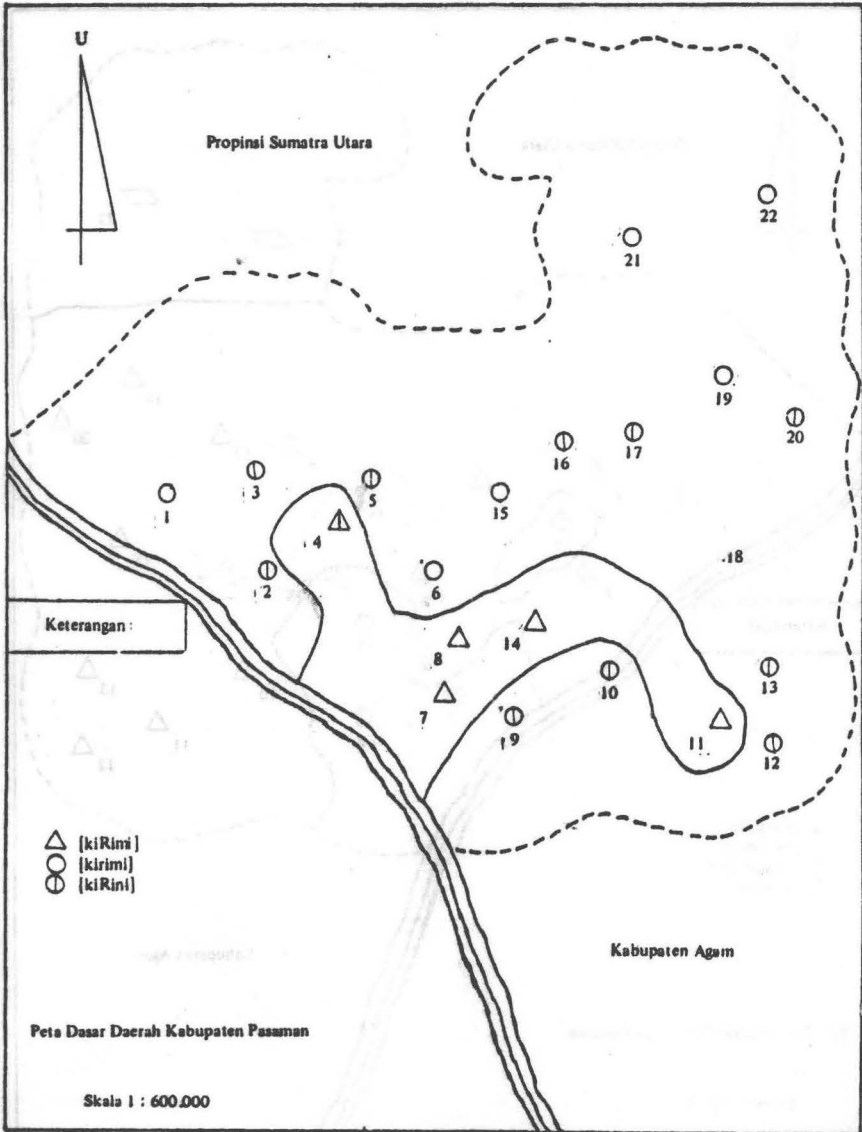 U
Propinsi Sumatra Utara
22
21
19
20
17
16
3
5
15
1
4
18
2
6
Keterangan :
14
8
13
10
7
11
9
12
[kiRimi]
[kirimi]
[kiRini]
Kabupaten Agam
Peta Dasar Daerah Kabupaten Pasaman
Skala 1 : 600.000